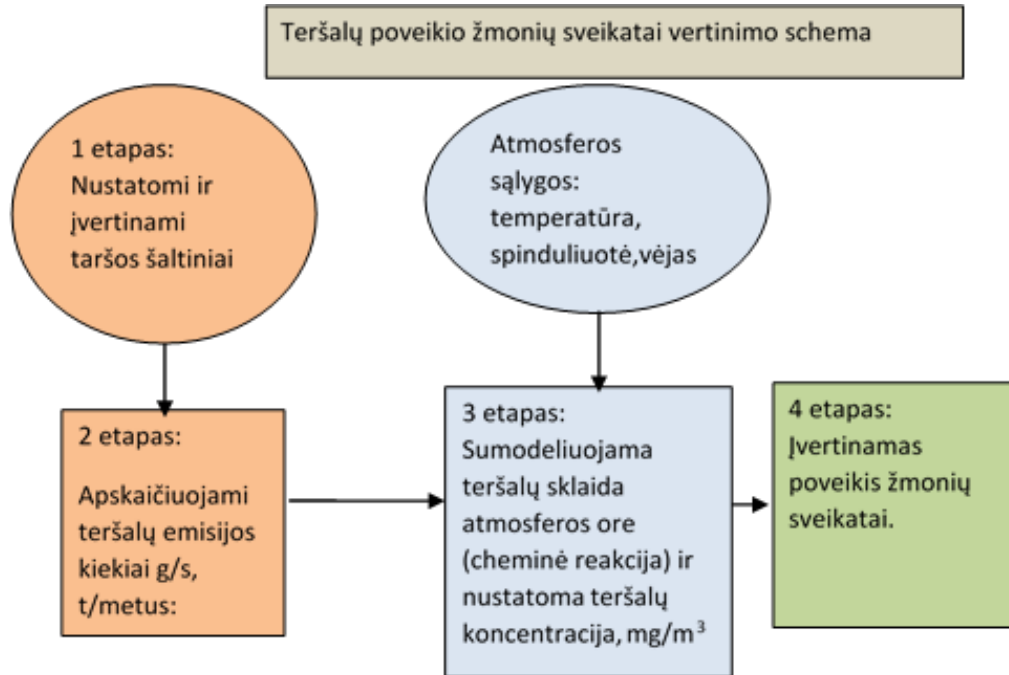 Teršalų poveikio žmonių sveikatai vertinimo schema
1 etapas:
Nustatomi ir
įvertinami
taršos šaltiniai
Atmosferos
sąlygos:
temperatūra,
spinduliuotė,vėjas
2 etapas:
Apskaičiuojami
teršalų emisijos
kiekiai g/s,
t/metus:
3 etapas:
Sumodeliuojama
teršalų sklaida
atmosferos ore
(cheminė reakcija) ir
nustatoma teršalų
koncentracija, mg/m³
4 etapas:
Įvertinamas
poveikis žmonių
sveikatai.